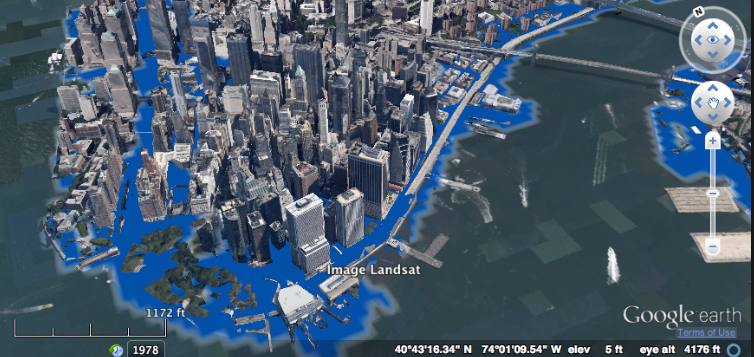 N
Image Landsat
1172 ft
Google earth
Terms of Use
1978
40°43'16.34" N 74°01'09.54" W elev 5 ft eye alt 4176 ft